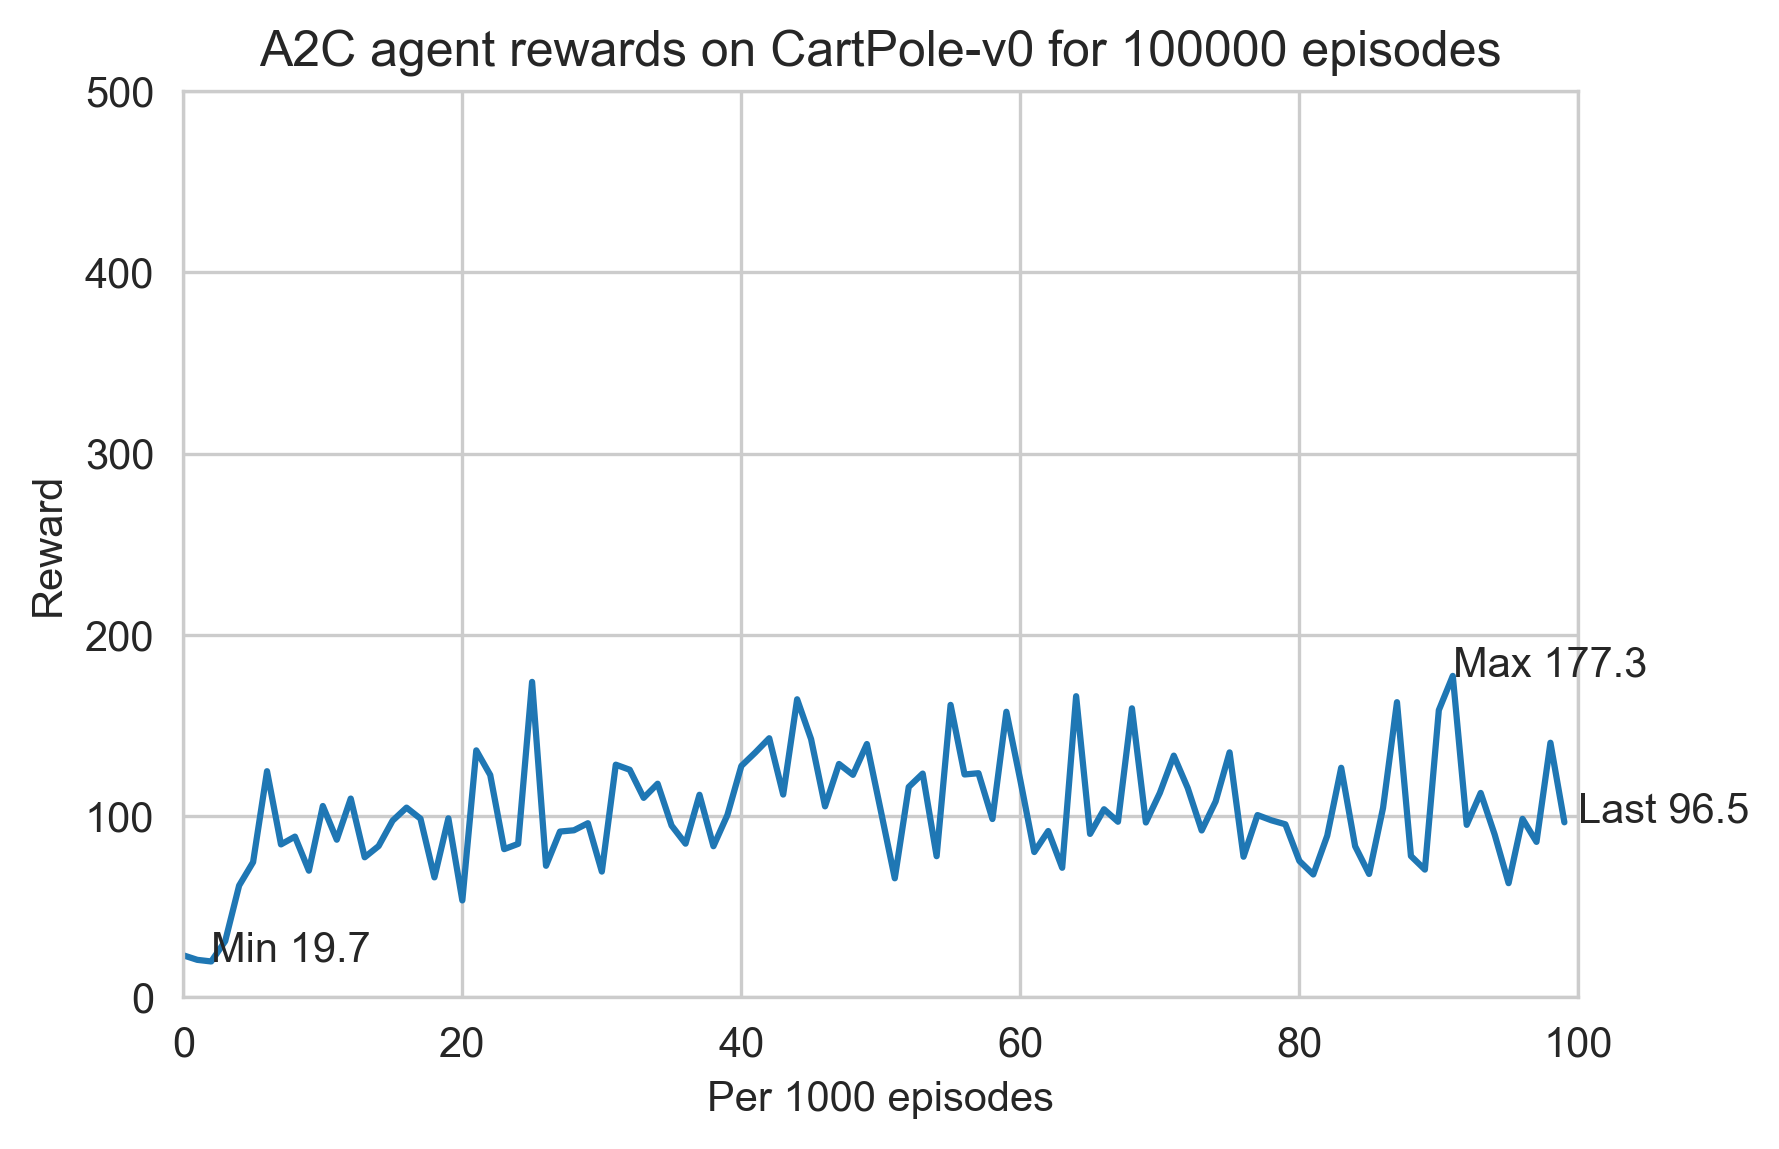 A2C agent rewards on CartPole-v0 for 100000 episodes
500
400
300
200
100
0
Reward
Max 177.3
Last 96.5
Min 19.7
0 20 40 60 80 100
Per 1000 episodes